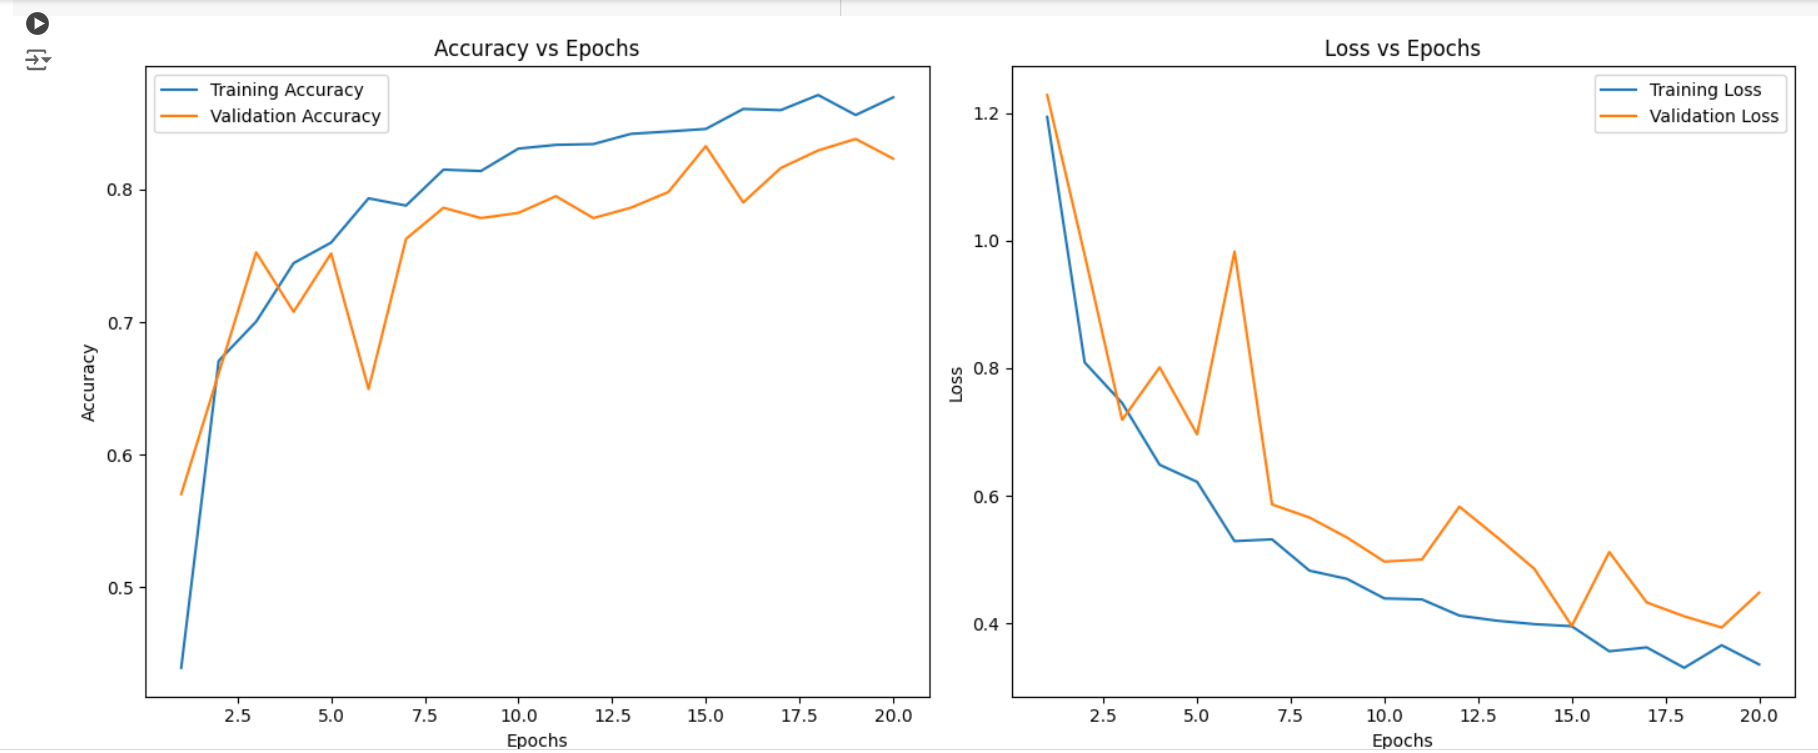 Accuracy vs Epochs
Training Accuracy
Validation Accuracy
0.8
0.7
0.6
0.5
Accuracy
2.5 5.0 7.5 10.0 12.5 15.0 17.5 20.0
Epochs
Loss vs Epochs
Training Loss
Validation Loss
1.2
1.0
0.8
0.6
0.4
Loss
2.5 5.0 7.5 10.0 12.5 15.0 17.5 20.0
Epochs